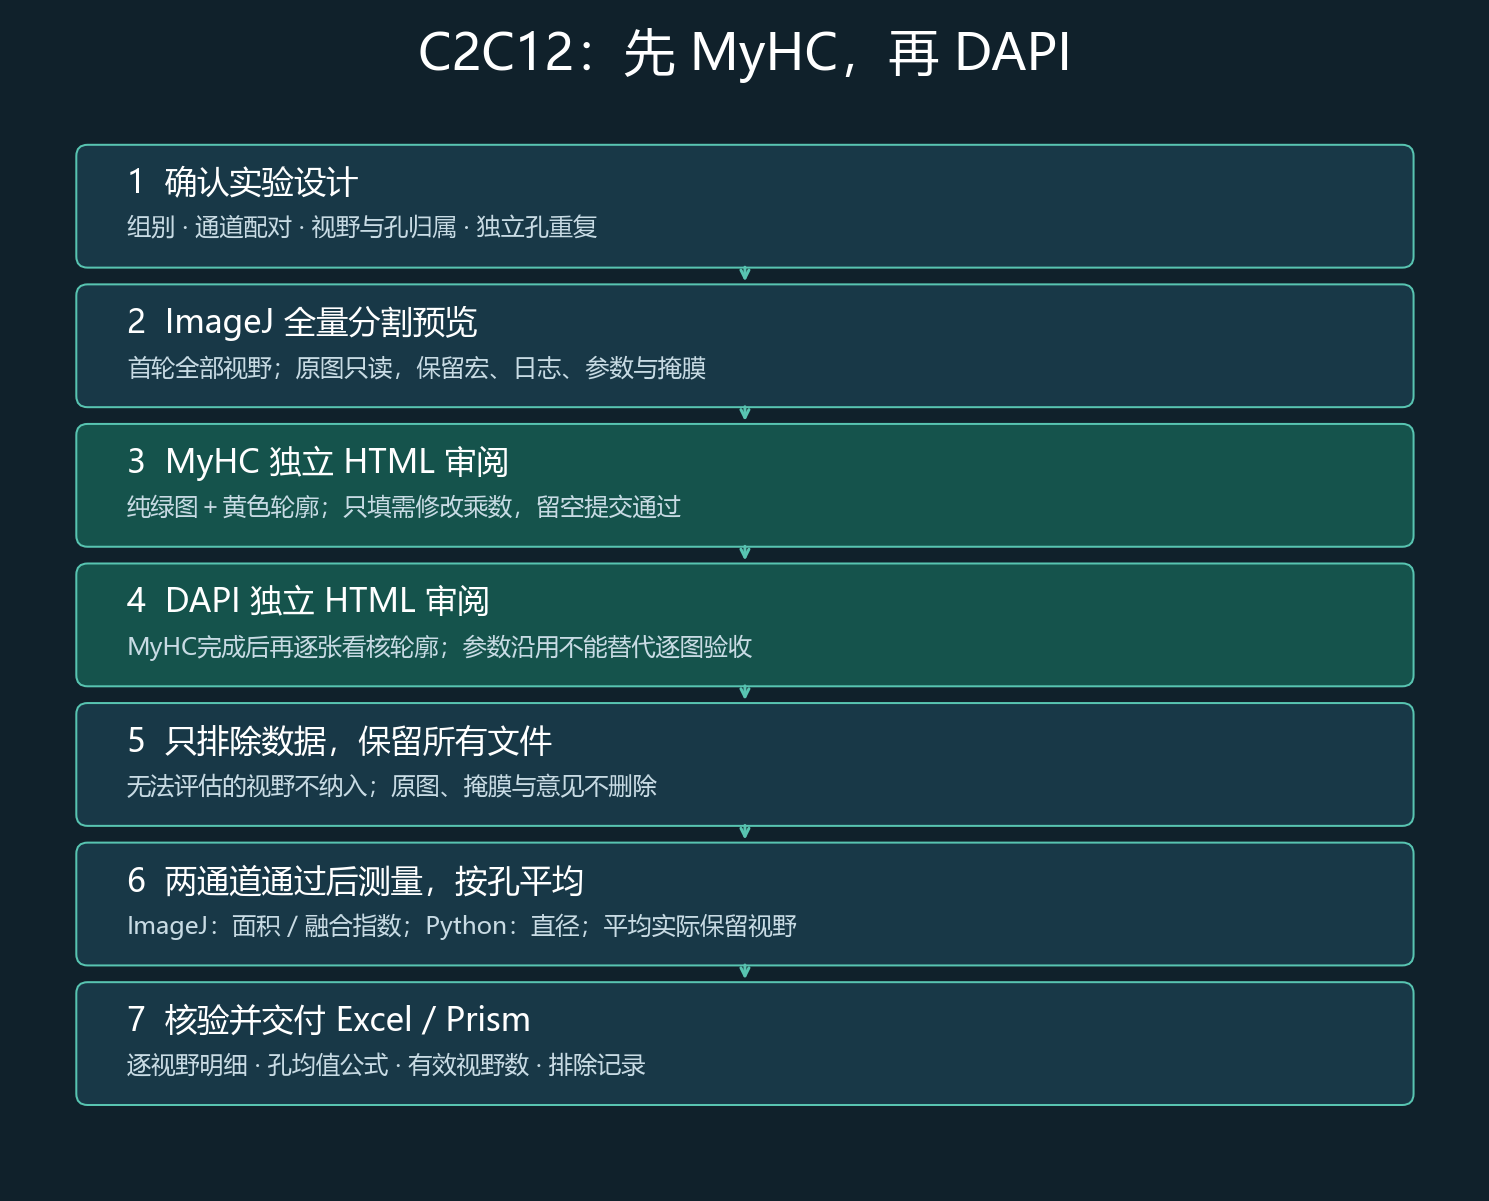 C2C12：先 MyHC，再 DAPI
1 确认实验设计
组别 · 通道配对 · 视野与孔归属 · 独立孔重复
2 ImageJ 全量分割预览
首轮全部视野；原图只读，保留宏、日志、参数与掩膜
3 MyHC 独立 HTML 审阅
纯绿图 + 黄色轮廓；只填需修改乘数，留空提交通过
4 DAPI 独立 HTML 审阅
MyHC完成后再逐张看核轮廓；参数沿用不能替代逐图验收
5 只排除数据，保留所有文件
无法评估的视野不纳入；原图、掩膜与意见不删除
6 两通道通过后测量，按孔平均
ImageJ：面积 / 融合指数；Python：直径；平均实际保留视野
7 核验并交付 Excel / Prism
逐视野明细 · 孔均值公式 · 有效视野数 · 排除记录